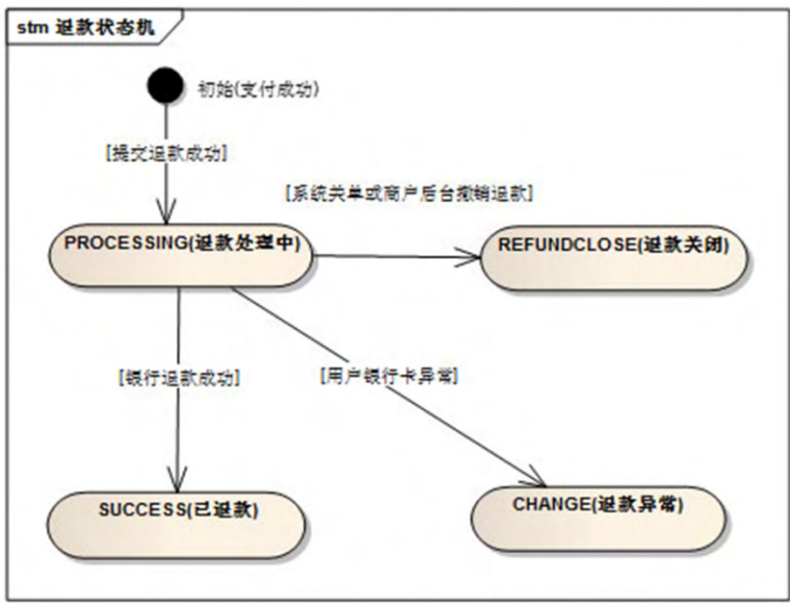 stm 退款状态机
初始(支付成功)
[提交退款成功]
[系统关单或商户后台撤销退款]
PROCESSING(退款处理中)
REFUNDCLOSE(退款关闭)
[银行退款成功]
[用户银行卡异常]
SUCCESS(已退款)
CHANGE(退款异常)